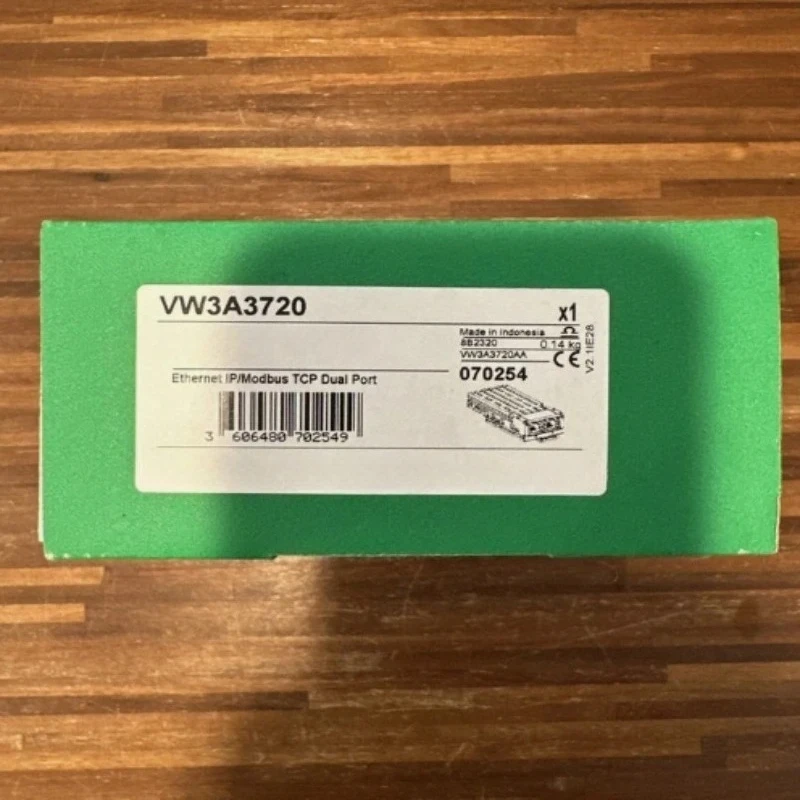 VW3A3720
x1
Made in Indonesia
8B2320 0.14 kg
VW3A3720AA
CE
V2.1IE28
Ethernet IP/Modbus TCP Dual Port
070254
3 606480 702549